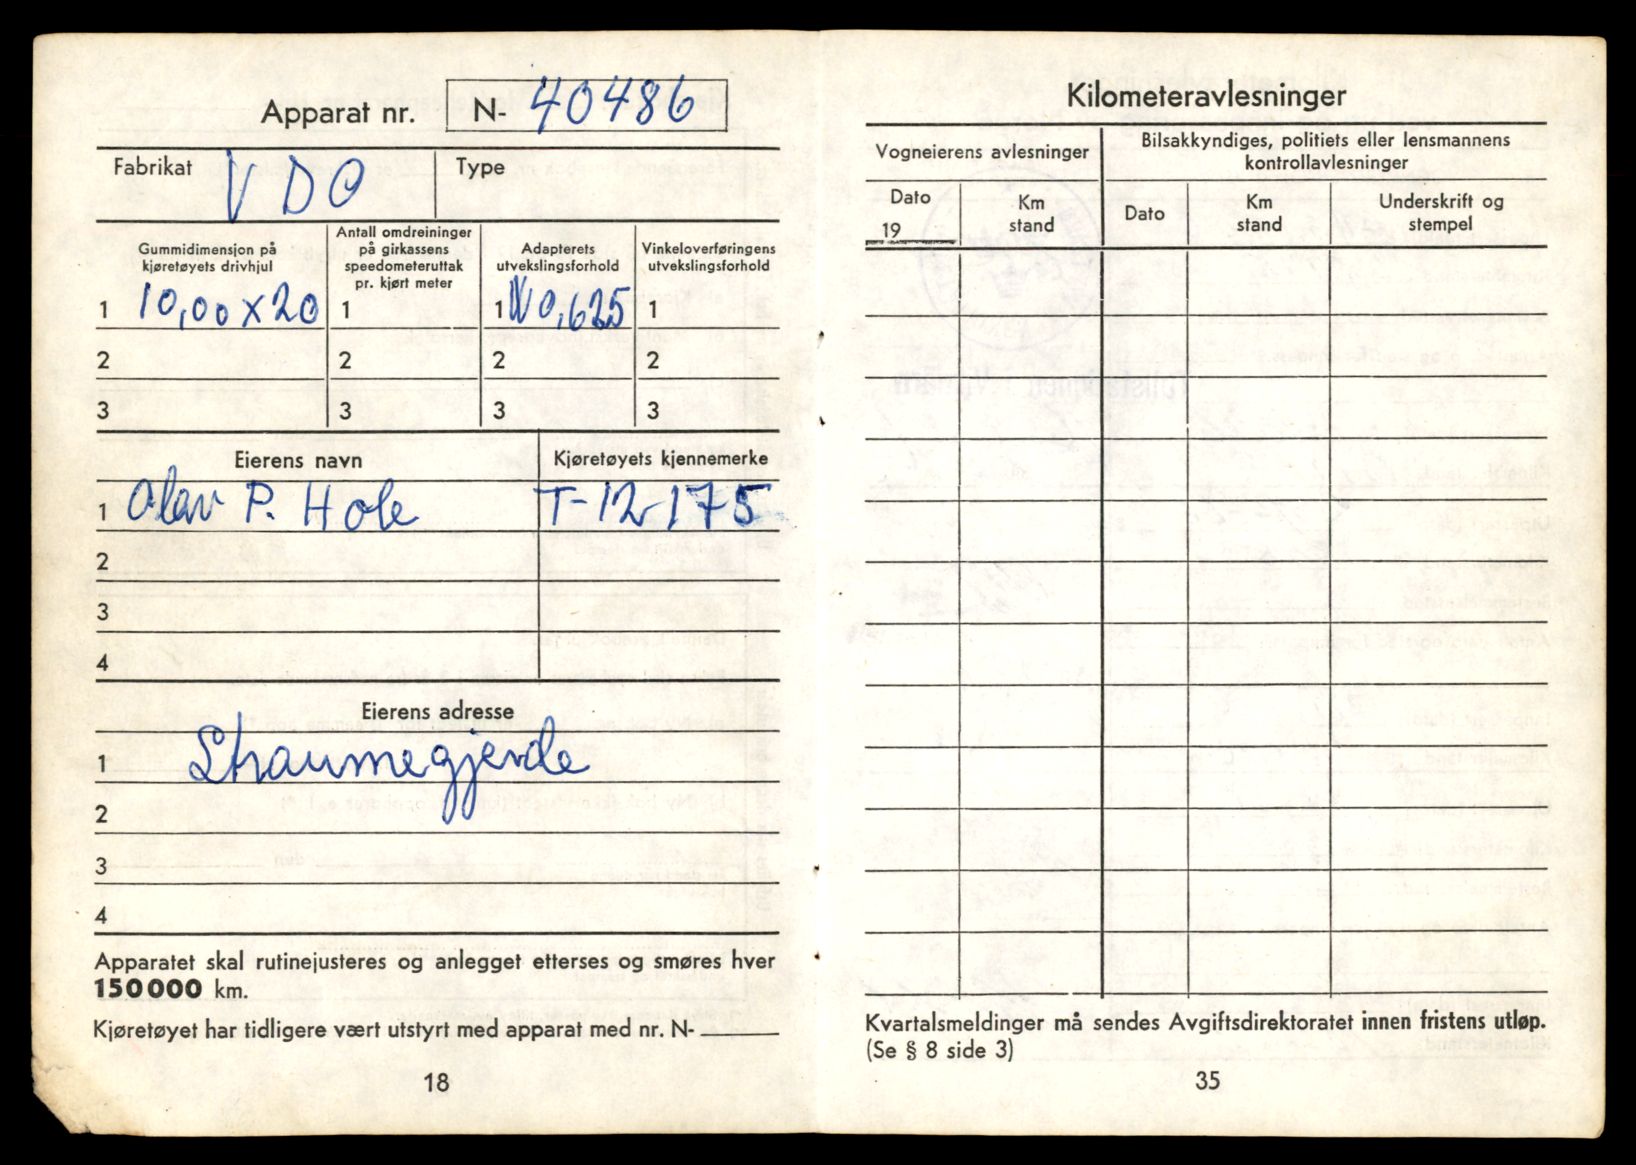 Apparat nr. N- 40486
Fabrikat VDO Type
Gummidimensjon på kjøretøyets drivhjul
Antall omdreininger på girkassens speedometeruttak pr. kjørt meter
Adapterets utvekslingsforhold
Vinkeloverføringens utvekslingsforhold
1 10,00 x 20 1 1 0,625 1
2 2 2 2
3 3 3 3
Eierens navn Kjøretøyets kjennemerke
1 Olav P. Hole T-12175
2
3
4
Eierens adresse
1 Straumegjerde
2
3
4
Apparatet skal rutinejusteres og anlegget etterses og smøres hver
150000 km.
Kjøretøyet har tidligere vært utstyrt med apparat med nr. N-
18
Kilometeravlesninger
Vogneierens avlesninger
Bilsakkyndiges, politiets eller lensmannens
kontrollavlesninger
Dato
19
Km
stand
Dato
Km
stand
Underskrift og
stempel
Kvartalsmeldinger må sendes Avgiftsdirektoratet innen fristens utløp.
(Se § 8 side 3)
35